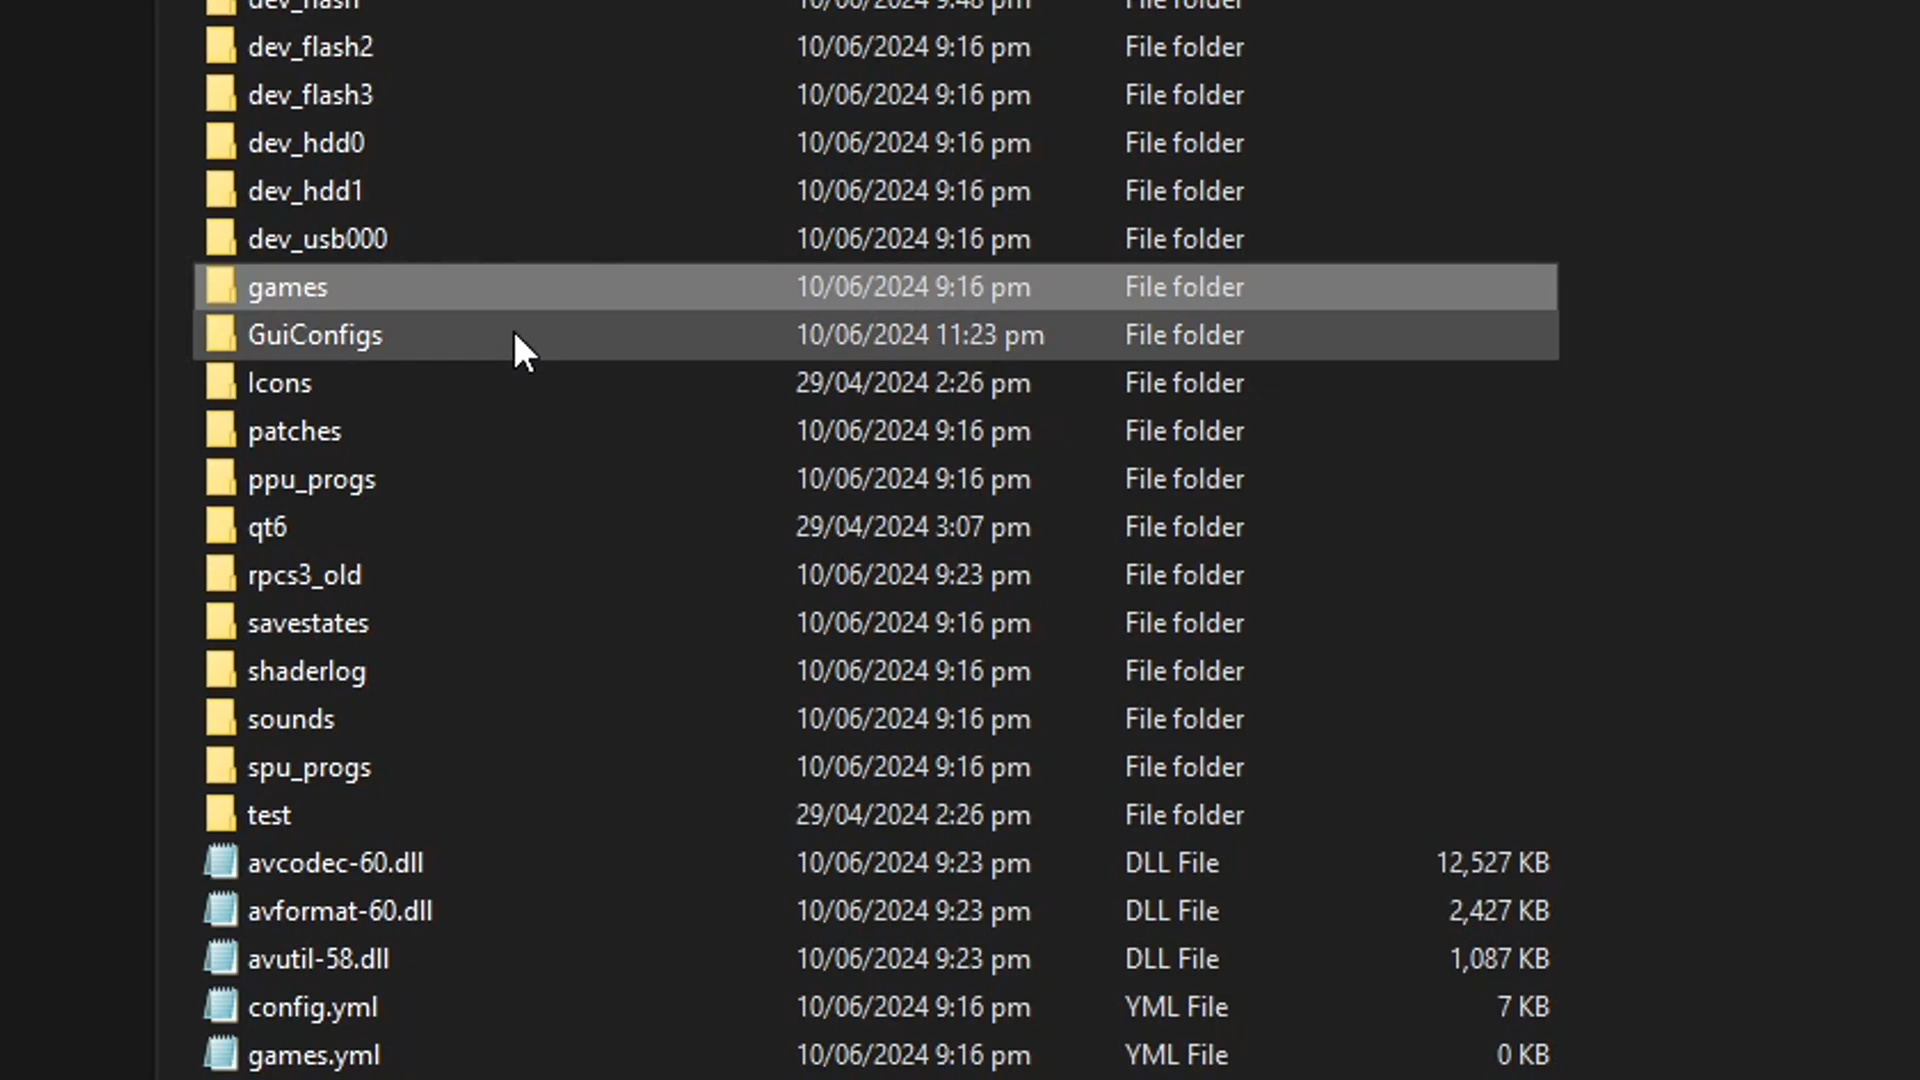 dev_flash 10/06/2024 9:48 pm File folder
dev_flash2 10/06/2024 9:16 pm File folder
dev_flash3 10/06/2024 9:16 pm File folder
dev_hdd0 10/06/2024 9:16 pm File folder
dev_hdd1 10/06/2024 9:16 pm File folder
dev_usb000 10/06/2024 9:16 pm File folder
games 10/06/2024 9:16 pm File folder
GuiConfigs 10/06/2024 11:23 pm File folder
Icons 29/04/2024 2:26 pm File folder
patches 10/06/2024 9:16 pm File folder
ppu_progs 10/06/2024 9:16 pm File folder
qt6 29/04/2024 3:07 pm File folder
rpcs3_old 10/06/2024 9:23 pm File folder
savestates 10/06/2024 9:16 pm File folder
shaderlog 10/06/2024 9:16 pm File folder
sounds 10/06/2024 9:16 pm File folder
spu_progs 10/06/2024 9:16 pm File folder
test 29/04/2024 2:26 pm File folder
avcodec-60.dll 10/06/2024 9:23 pm DLL File 12,527 KB
avformat-60.dll 10/06/2024 9:23 pm DLL File 2,427 KB
avutil-58.dll 10/06/2024 9:23 pm DLL File 1,087 KB
config.yml 10/06/2024 9:16 pm YML File 7 KB
games.yml 10/06/2024 9:16 pm YML File 0 KB